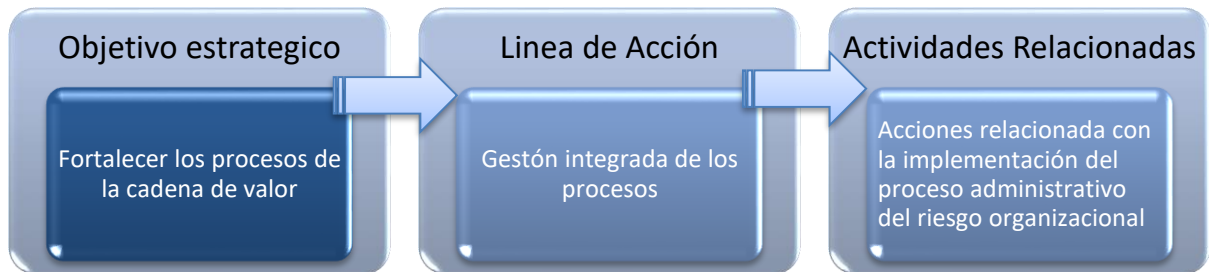 Objetivo estrategico
Fortalecer los procesos de
la cadena de valor
Linea de Acción
Gestón integrada de los
procesos
Actividades Relacionadas
Acciones relacionada con
la implementación del
proceso administrativo
del riesgo organizacional